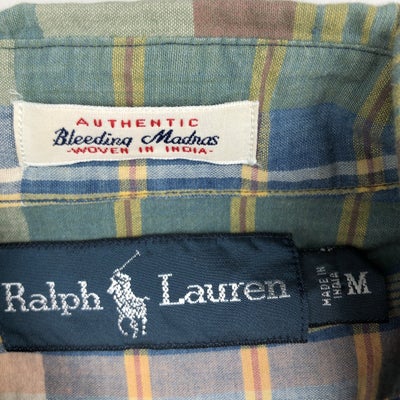 AUTHENTIC
Bleeding Madras
-WOVEN IN INDIA-
Ralph Lauren
MADE IN
INDIA
M